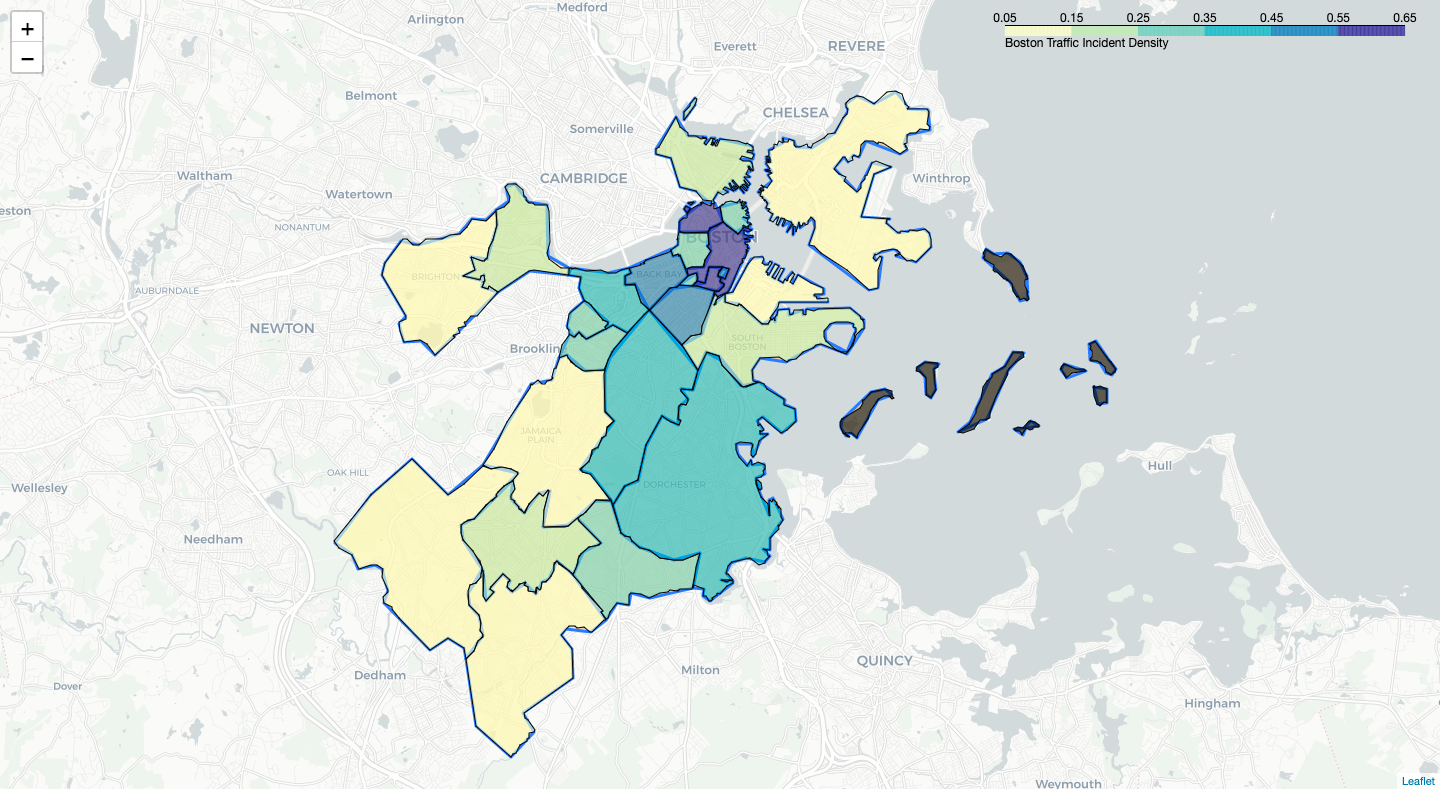 +
−
0.05 0.15 0.25 0.35 0.45 0.55 0.65
Boston Traffic Incident Density
Medford
Arlington
Everett
REVERE
Belmont
CHELSEA
Somerville
Waltham
CAMBRIDGE
Winthrop
Watertown
eston
NONANTUM
BOSTON
BRIGHTON
BACK BAY
AUBURNDALE
NEWTON
SOUTH
BOSTON
Brooklin
JAMAICA
PLAIN
OAK HILL
Hull
Wellesley
DORCHESTER
Needham
QUINCY
Milton
Dedham
Dover
Hingham
Weymouth
Leaflet